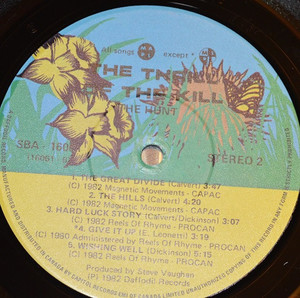 All songs except *
THE THRILL
OF THE KILL
THE HUNT
SBA - 160
STEREO 2
1. THE GREAT DIVIDE (Calvert) 3:47
(C) 1982 Magnetic Movements - CAPAC
2. THE HILLS (Calvert) 4:20
(C) 1982 Magnetic Movements - CAPAC
3. HARD LUCK STORY (Calvert/Dickinson) 3:07
(C) 1982 Reels Of Rhyme - PROCAN
*4. GIVE IT UP (E. Leonetti) 3:19
(C) 1980 Administered by Reels Of Rhyme - PROCAN
5. WISHING WELL (Dickinson) 5:15
(C) 1982 Reels Of Rhyme - PROCAN
Produced by Steve Vaughan
(P) 1982 Daffodil Records